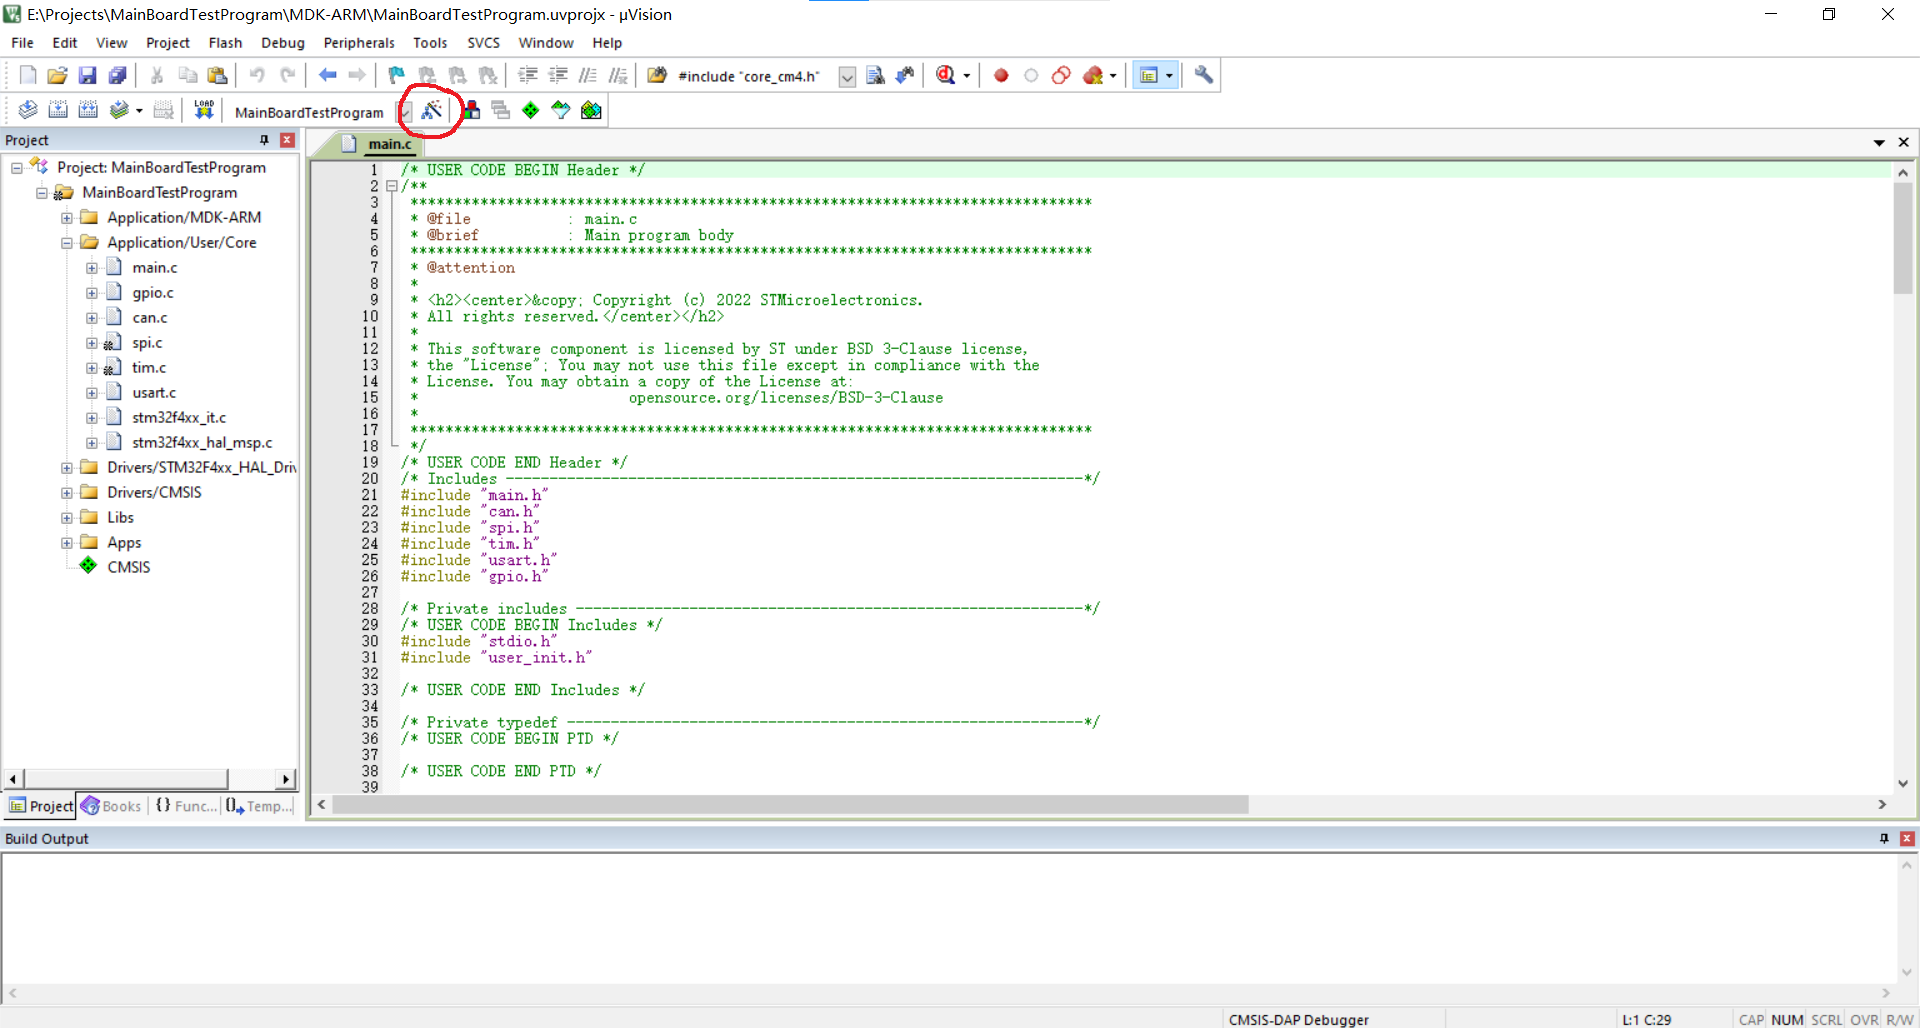 E:\Projects\MainBoardTestProgram\MDK-ARM\MainBoardTestProgram.uvprojx - µVision
File Edit View Project Flash Debug Peripherals Tools SVCS Window Help
#include "core_cm4.h"
LOAD MainBoardTestProgram
Project
Project: MainBoardTestProgram
MainBoardTestProgram
Application/MDK-ARM
Application/User/Core
main.c
gpio.c
can.c
spi.c
tim.c
usart.c
stm32f4xx_it.c
stm32f4xx_hal_msp.c
Drivers/STM32F4xx_HAL_Driv
Drivers/CMSIS
Libs
Apps
CMSIS
Project Books {} Func... Temp...
main.c
1 /* USER CODE BEGIN Header */
2 /**
3 ******************************************************************************
4 * @file : main.c
5 * @brief : Main program body
6 ******************************************************************************
7 * @attention
8 *
9 * <h2><center>&copy; Copyright (c) 2022 STMicroelectronics.
10 * All rights reserved.</center></h2>
11 *
12 * This software component is licensed by ST under BSD 3-Clause license,
13 * the "License"; You may not use this file except in compliance with the
14 * License. You may obtain a copy of the License at:
15 * opensource.org/licenses/BSD-3-Clause
16 *
17 ******************************************************************************
18 */
19 /* USER CODE END Header */
20 /* Includes ------------------------------------------------------------------*/
21 #include "main.h"
22 #include "can.h"
23 #include "spi.h"
24 #include "tim.h"
25 #include "usart.h"
26 #include "gpio.h"
27
28 /* Private includes ----------------------------------------------------------*/
29 /* USER CODE BEGIN Includes */
30 #include "stdio.h"
31 #include "user_init.h"
32
33 /* USER CODE END Includes */
34
35 /* Private typedef -----------------------------------------------------------*/
36 /* USER CODE BEGIN PTD */
37
38 /* USER CODE END PTD */
39
Build Output
CMSIS-DAP Debugger L:1 C:29 CAP NUM SCRL OVR R/W